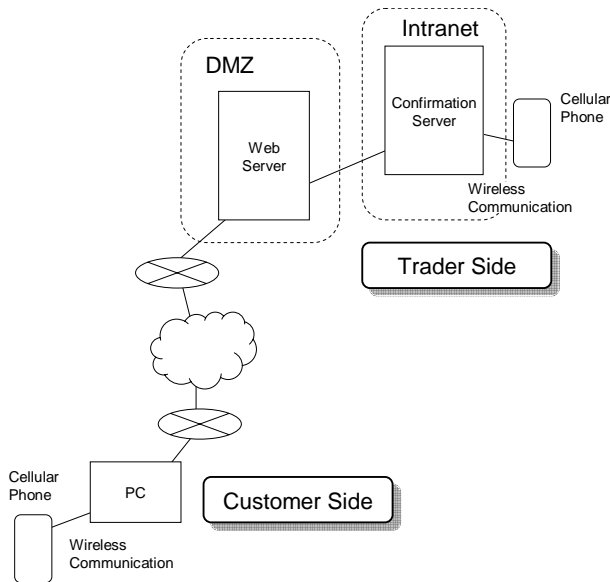 Intranet
DMZ
Confirmation
Server
Cellular
Phone
Web
Server
Wireless
Communication
Trader Side
Cellular
Phone
PC
Customer Side
Wireless
Communication